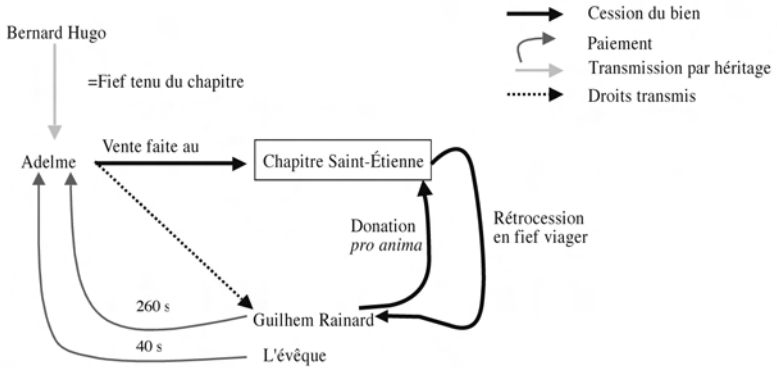 Bernard Hugo
=Fief tenu du chapitre
Adelme
Vente faite au
Chapitre Saint-Étienne
Donation
pro anima
Rétrocession
en fief viager
260 s
Guilhem Rainard
40 s
L'évêque
Cession du bien
Paiement
Transmission par héritage
Droits transmis